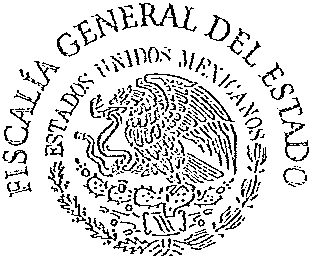 FISCALÍA GENERAL DEL ESTADO
ESTADOS UNIDOS MEXICANOS